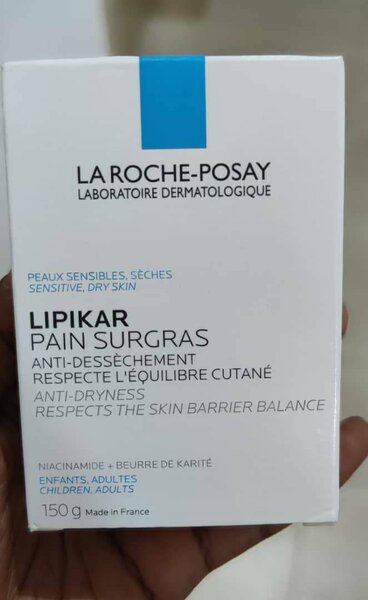 LA ROCHE-POSAY
LABORATOIRE DERMATOLOGIQUE
PEAUX SENSIBLES, SÈCHES
SENSITIVE, DRY SKIN
LIPIKAR
PAIN SURGRAS
ANTI-DESSÈCHEMENT
RESPECTE L'ÉQUILIBRE CUTANÉ
ANTI-DRYNESS
RESPECTS THE SKIN BARRIER BALANCE
NIACINAMIDE + BEURRE DE KARITÉ
ENFANTS, ADULTES
CHILDREN, ADULTS
150 g Made in France